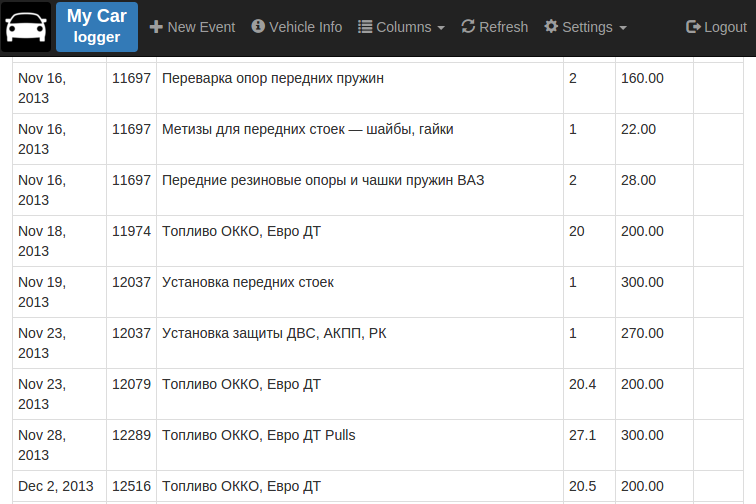 My Car
logger
New Event
Vehicle Info
Columns
Refresh
Settings
Logout
Nov 16, 11697 Переварка опор передних пружин 2 160.00
2013
Nov 16, 11697 Метизы для передних стоек — шайбы, гайки 1 22.00
2013
Nov 16, 11697 Передние резиновые опоры и чашки пружин ВАЗ 2 28.00
2013
Nov 18, 11974 Топливо ОККО, Евро ДТ 20 200.00
2013
Nov 19, 12037 Установка передних стоек 1 300.00
2013
Nov 23, 12037 Установка защиты ДВС, АКПП, РК 1 270.00
2013
Nov 23, 12079 Топливо ОККО, Евро ДТ 20.4 200.00
2013
Nov 28, 12289 Топливо ОККО, Евро ДТ Pulls 27.1 300.00
2013
Dec 2, 2013 12516 Топливо ОККО, Евро ДТ 20.5 200.00